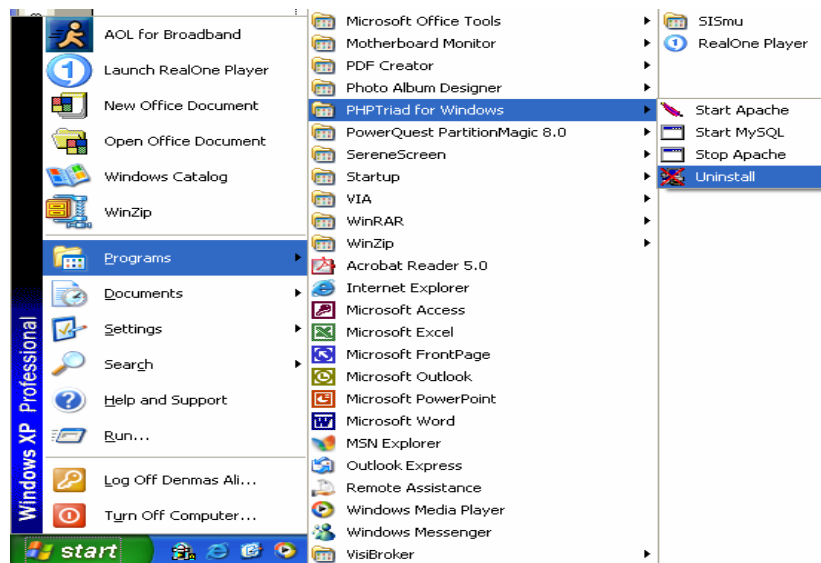 AOL for Broadband
Launch RealOne Player
New Office Document
Open Office Document
Windows Catalog
WinZip
Programs
Documents
Settings
Search
Help and Support
Run...
Log Off Denmas Ali...
Turn Off Computer...
Windows XP Professional
start
Microsoft Office Tools
Motherboard Monitor
PDF Creator
Photo Album Designer
PHPTriad for Windows
PowerQuest PartitionMagic 8.0
SereneScreen
Startup
VIA
WinRAR
WinZip
Acrobat Reader 5.0
Internet Explorer
Microsoft Access
Microsoft Excel
Microsoft FrontPage
Microsoft Outlook
Microsoft PowerPoint
Microsoft Word
MSN Explorer
Outlook Express
Remote Assistance
Windows Media Player
Windows Messenger
VisiBroker
SISmu
RealOne Player
Start Apache
Start MySQL
Stop Apache
Uninstall